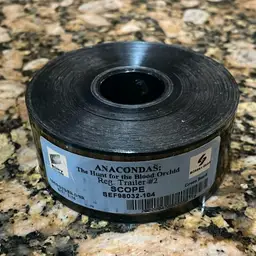 ANACONDAS:
The Hunt for the Blood Orchid
Reg. Trailer #2
SCOPE
BEF98032-104